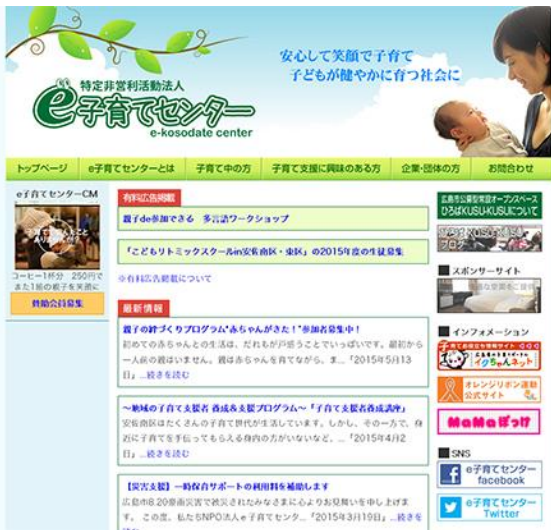 安心して笑顔で子育て
子どもが健やかに育つ社会に
特定非営利活動法人
e子育てセンター
e-kosodate center
トップページ
e子育てセンターとは
子育て中の方
子育て支援に興味のある方
企業・団体の方
お問合わせ
e子育てセンターCM
コーヒー1杯分 250円で
また1組の親子を笑顔に
賛助会員募集
有料広告掲載
親子de参加できる 多言語ワークショップ
「こどもリトミックスクールin安佐南区・東区」の2015年度の生徒募集
※有料広告掲載について
最新情報
親子の絆づくりプログラム"赤ちゃんがきた！"参加者募集中！
初めての赤ちゃんとの生活は、だれもが戸惑うことでいっぱいです。最初から
一人前の親はいません。親は赤ちゃんを育てながら、ま...「2015年5月13
日」...続きを読む
～地域の子育て支援者 養成&支援プログラム～「子育て支援者養成講座」
安佐南区はたくさんの子育て世代が生活しています。しかし、その一方で、身
近に子育てを手伝ってもらえる身内の方がいないなど、...「2015年4月2
日」...続きを読む
【災害支援】一時保育サポートの利用料を補助します
広島市8.20豪雨災害で被災されたみなさまに心よりお見舞いを申し上げま
す。 この度、私たちNPO法人e子育てセンタ...「2015年3月19日」...続きを
読む
広島市公募型常設オープンスペース
ひろばKUSU-KUSUについて
ブログ
■ スポンサーサイト
■ インフォメーション
子育てお役立ち情報サイト
イクちゃんネット
オレンジリボン運動
公式サイト
MaMaぽっけ
■ SNS
e子育てセンター
facebook
e子育てセンター
Twitter